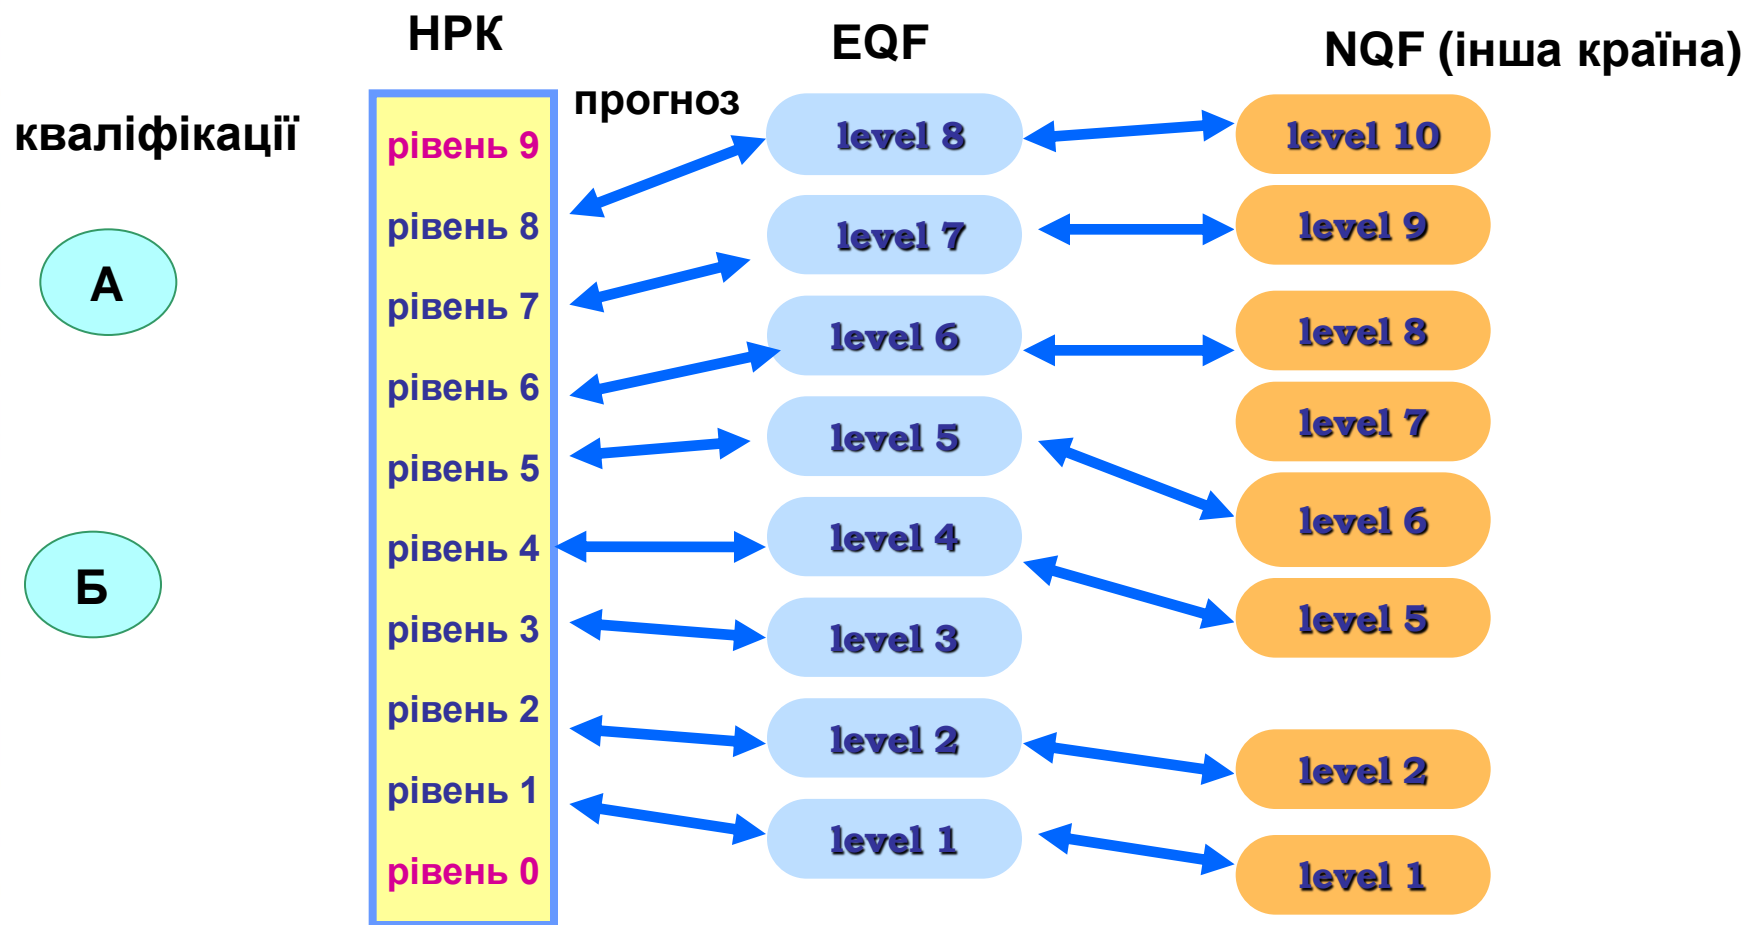 НРК
EQF
NQF (інша країна)
прогноз
кваліфікації
А
Б
рівень 9
рівень 8
рівень 7
рівень 6
рівень 5
рівень 4
рівень 3
рівень 2
рівень 1
рівень 0
level 8
level 7
level 6
level 5
level 4
level 3
level 2
level 1
level 10
level 9
level 8
level 7
level 6
level 5
level 2
level 1